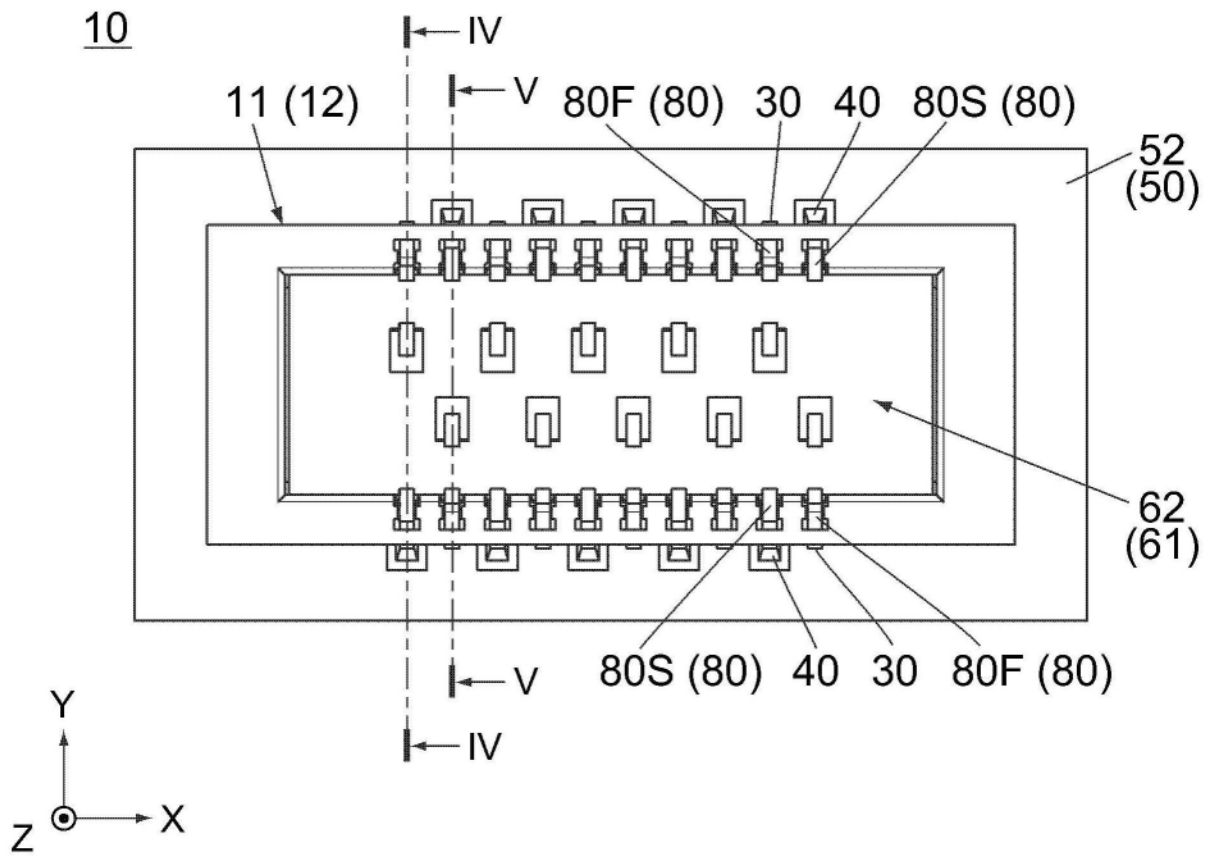 10
IV
V
11 (12)
80F (80) 30 40 80S (80)
52
(50)
62
(61)
80S (80) 40 30 80F (80)
V
IV
Y
Z X